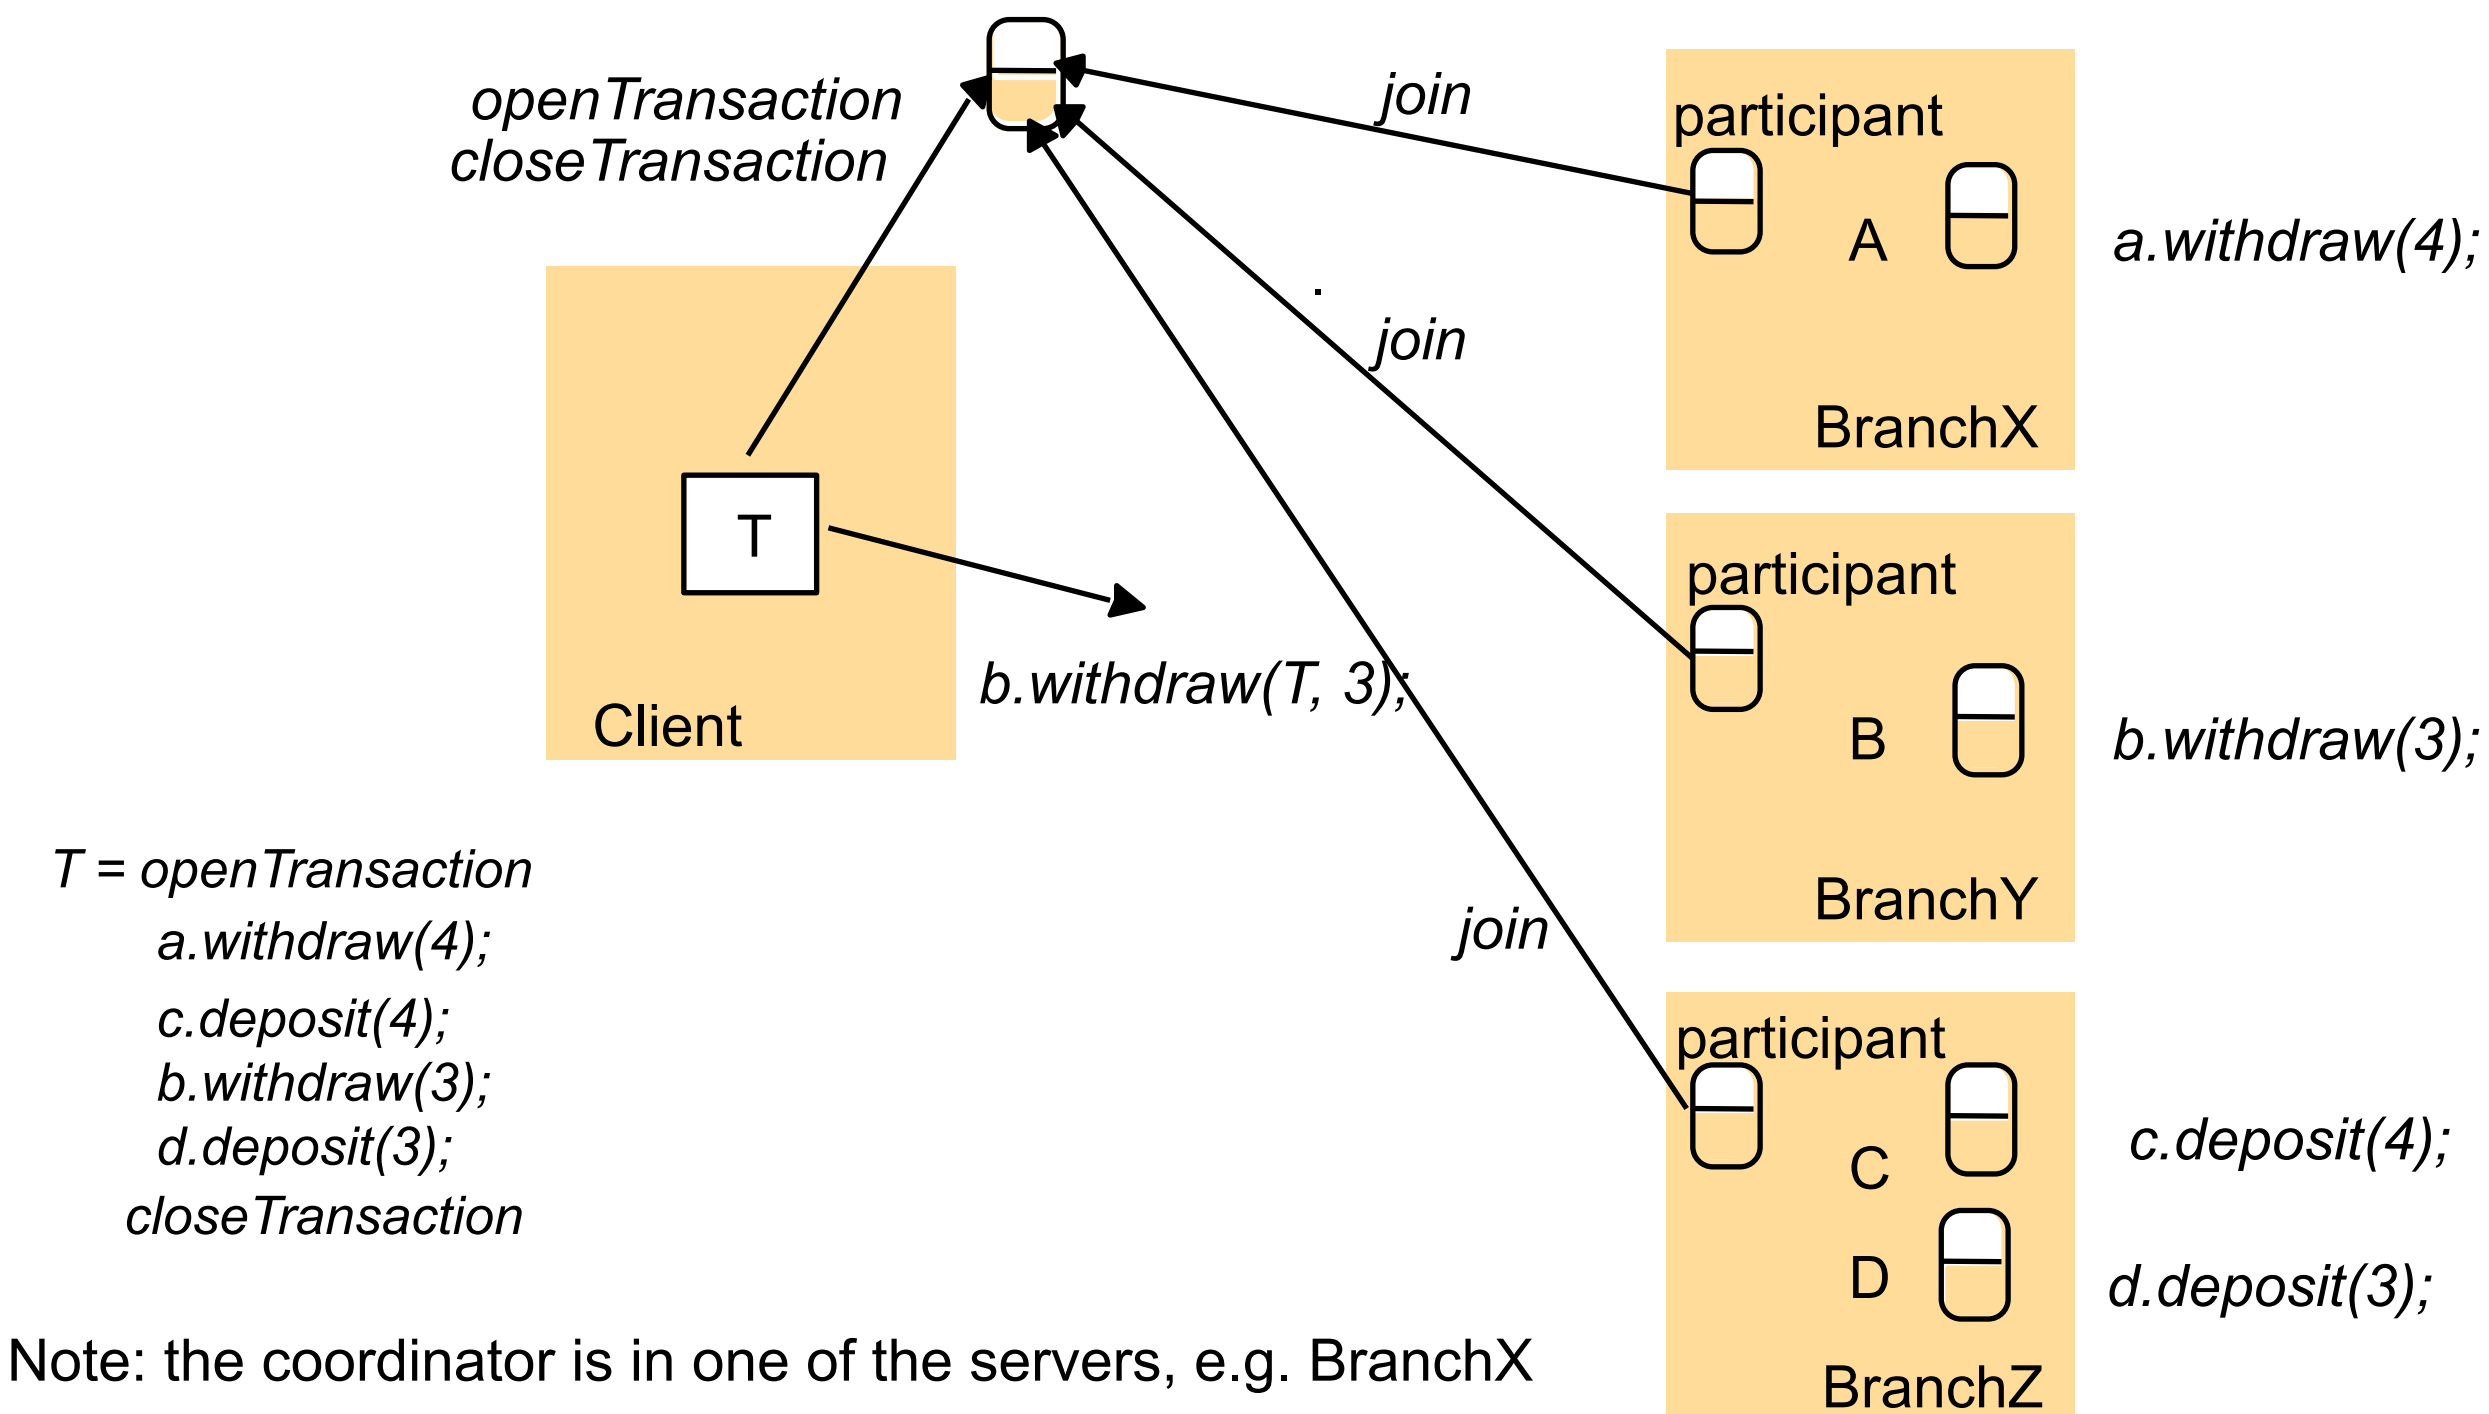 openTransaction
closeTransaction
join
participant
A
a.withdraw(4);
.
join
BranchX
T
participant
b.withdraw(T, 3);
Client
B
b.withdraw(3);
T = openTransaction
BranchY
a.withdraw(4);
join
c.deposit(4);
participant
b.withdraw(3);
d.deposit(3);
C
c.deposit(4);
closeTransaction
D
d.deposit(3);
Note: the coordinator is in one of the servers, e.g. BranchX
BranchZ